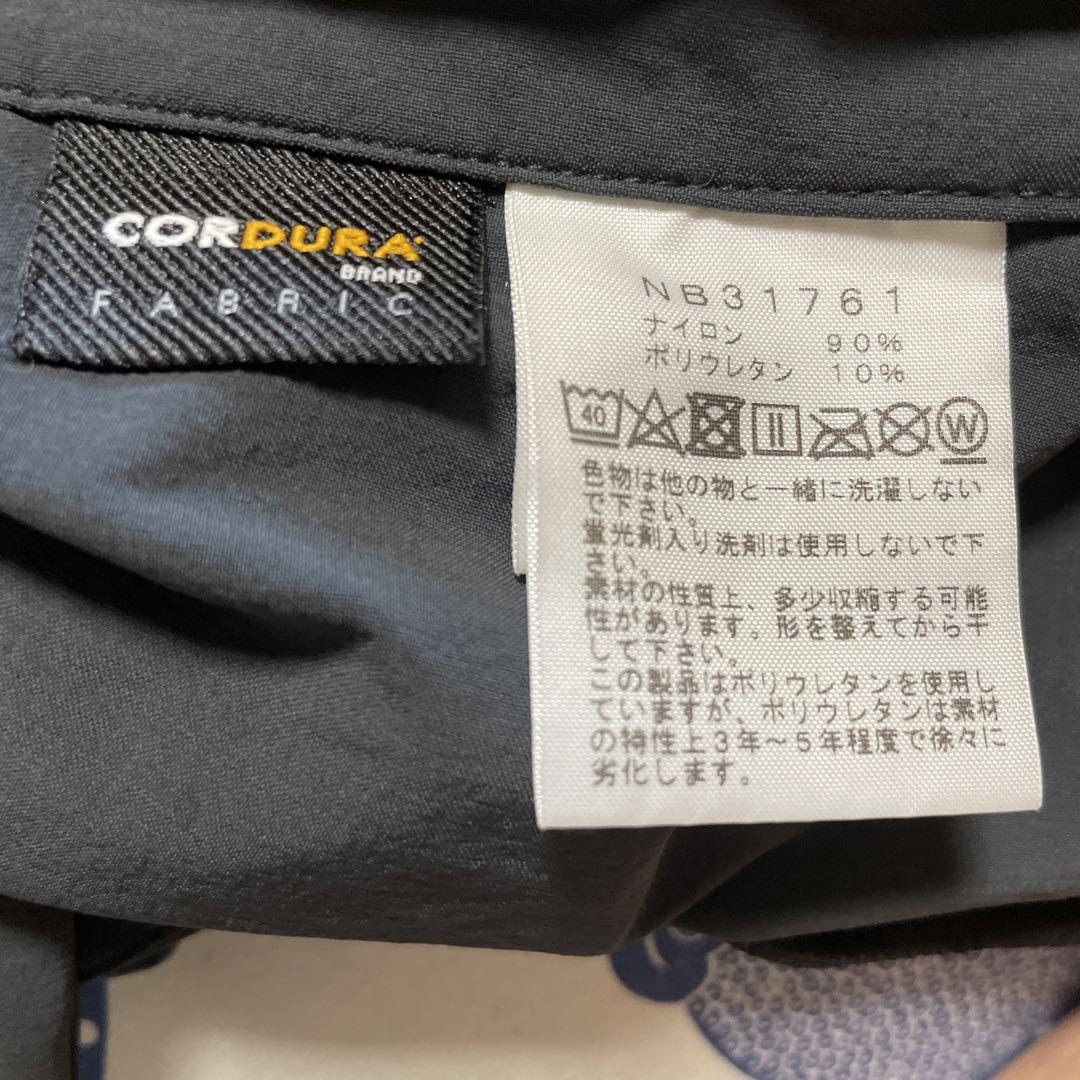 CORDURA
BRAND
FABRIC
NB31761
ナイロン 90%
ポリウレタン 10%
40
W
色物は他の物と一緒に洗濯しない
で下さい。
蛍光剤入り洗剤は使用しないで下
さい。
素材の性質上、多少収縮する可能
性があります。形を整えてから干
して下さい。
この製品はポリウレタンを使用し
ていますが、ポリウレタンは素材
の特性上3年～5年程度で徐々に
劣化します。